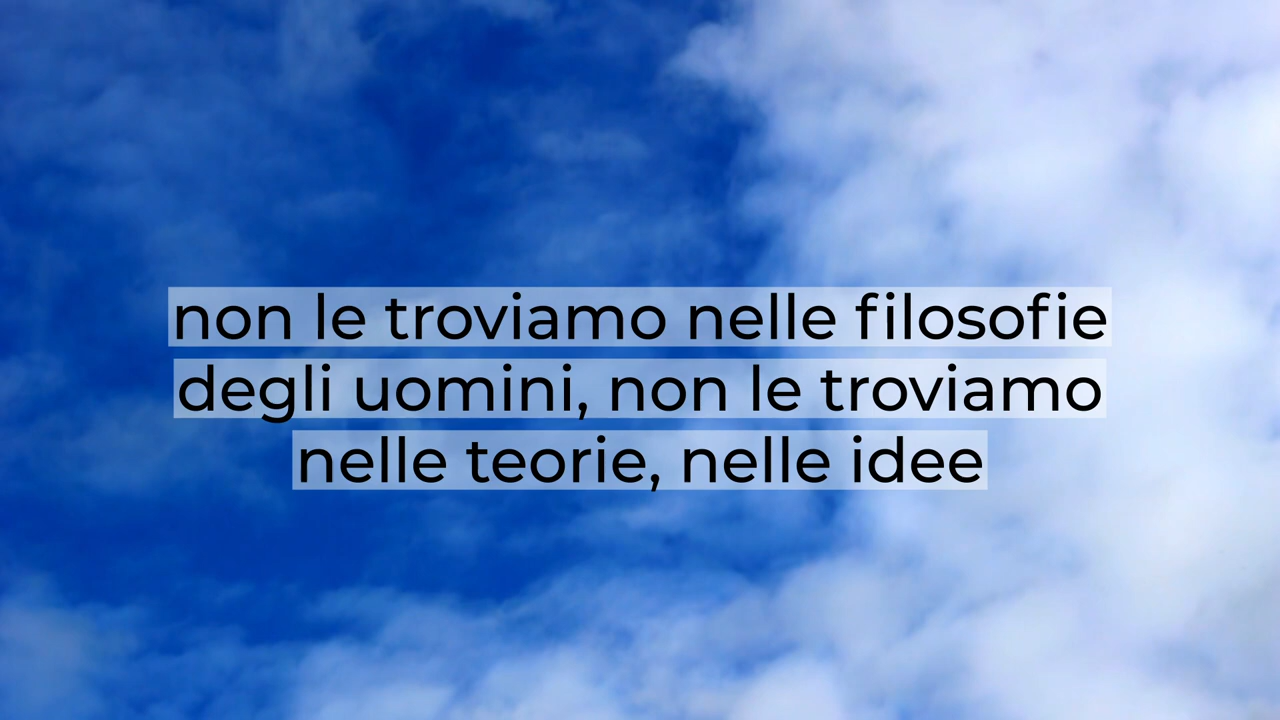 non le troviamo nelle filosofie
degli uomini, non le troviamo
nelle teorie, nelle idee